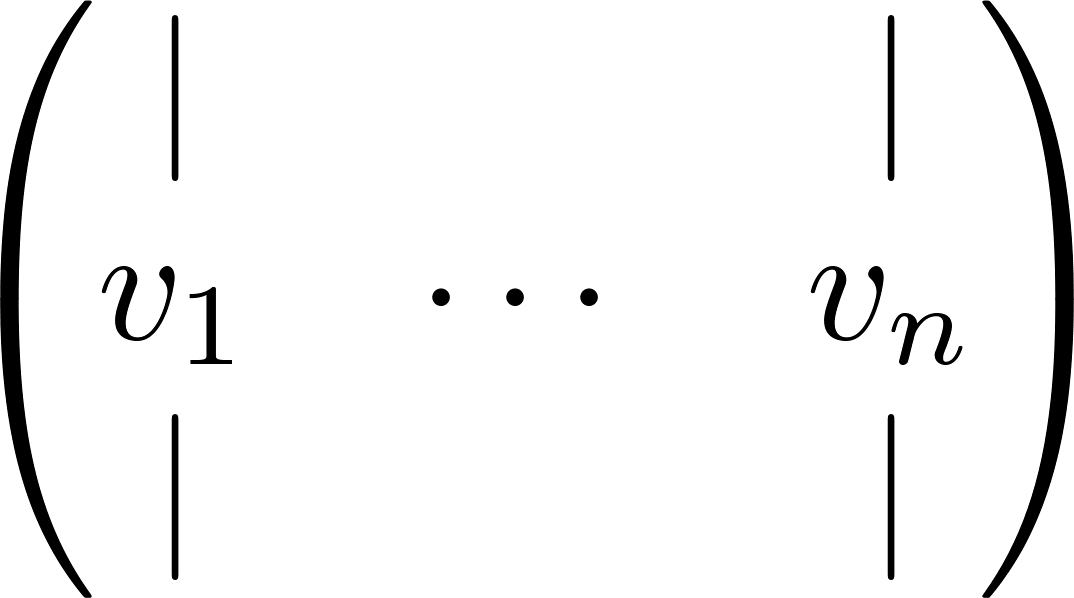 | |
v₁ ⋯ vₙ
| |